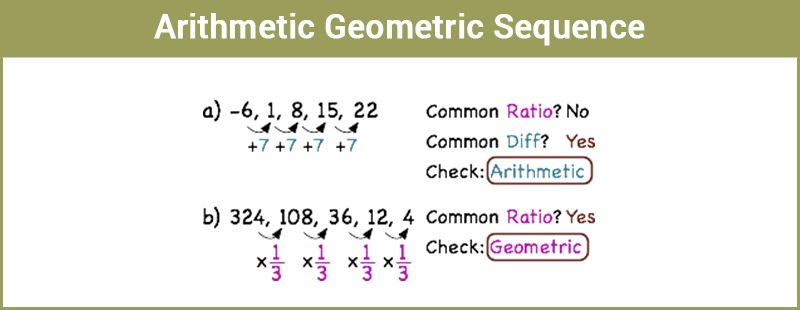 Arithmetic Geometric Sequence
a) -6, 1, 8, 15, 22
+7 +7 +7 +7
Common Ratio? No
Common Diff? Yes
Check: Arithmetic
b) 324, 108, 36, 12, 4
×1/3 ×1/3 ×1/3 ×1/3
Common Ratio? Yes
Check: Geometric